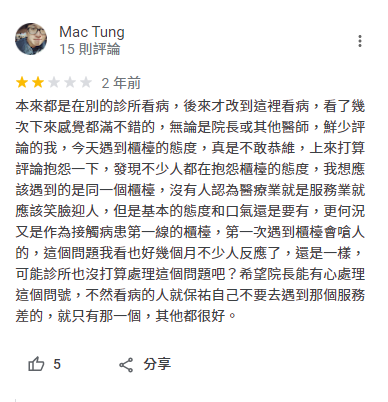 Mac Tung
15 則評論
2 年前
本來都是在別的診所看病，後來才改到這裡看病，看了幾
次下來感覺都滿不錯的，無論是院長或其他醫師，鮮少評
論的我，今天遇到櫃檯的態度，真是不敢恭維，上來打算
評論抱怨一下，發現不少人都在抱怨櫃檯的態度，我想應
該遇到的是同一個櫃檯，沒有人認為醫療業就是服務業就
應該笑臉迎人，但是基本的態度和口氣還是要有，更何況
又是作為接觸病患第一線的櫃檯，第一次遇到櫃檯會嗆人
的，這個問題我看也好幾個月不少人反應了，還是一樣，
可能診所也沒打算處理這個問題吧？希望院長能有心處理
這個問號，不然看病的人就保祐自己不要去遇到那個服務
差的，就只有那一個，其他都很好。
5
分享